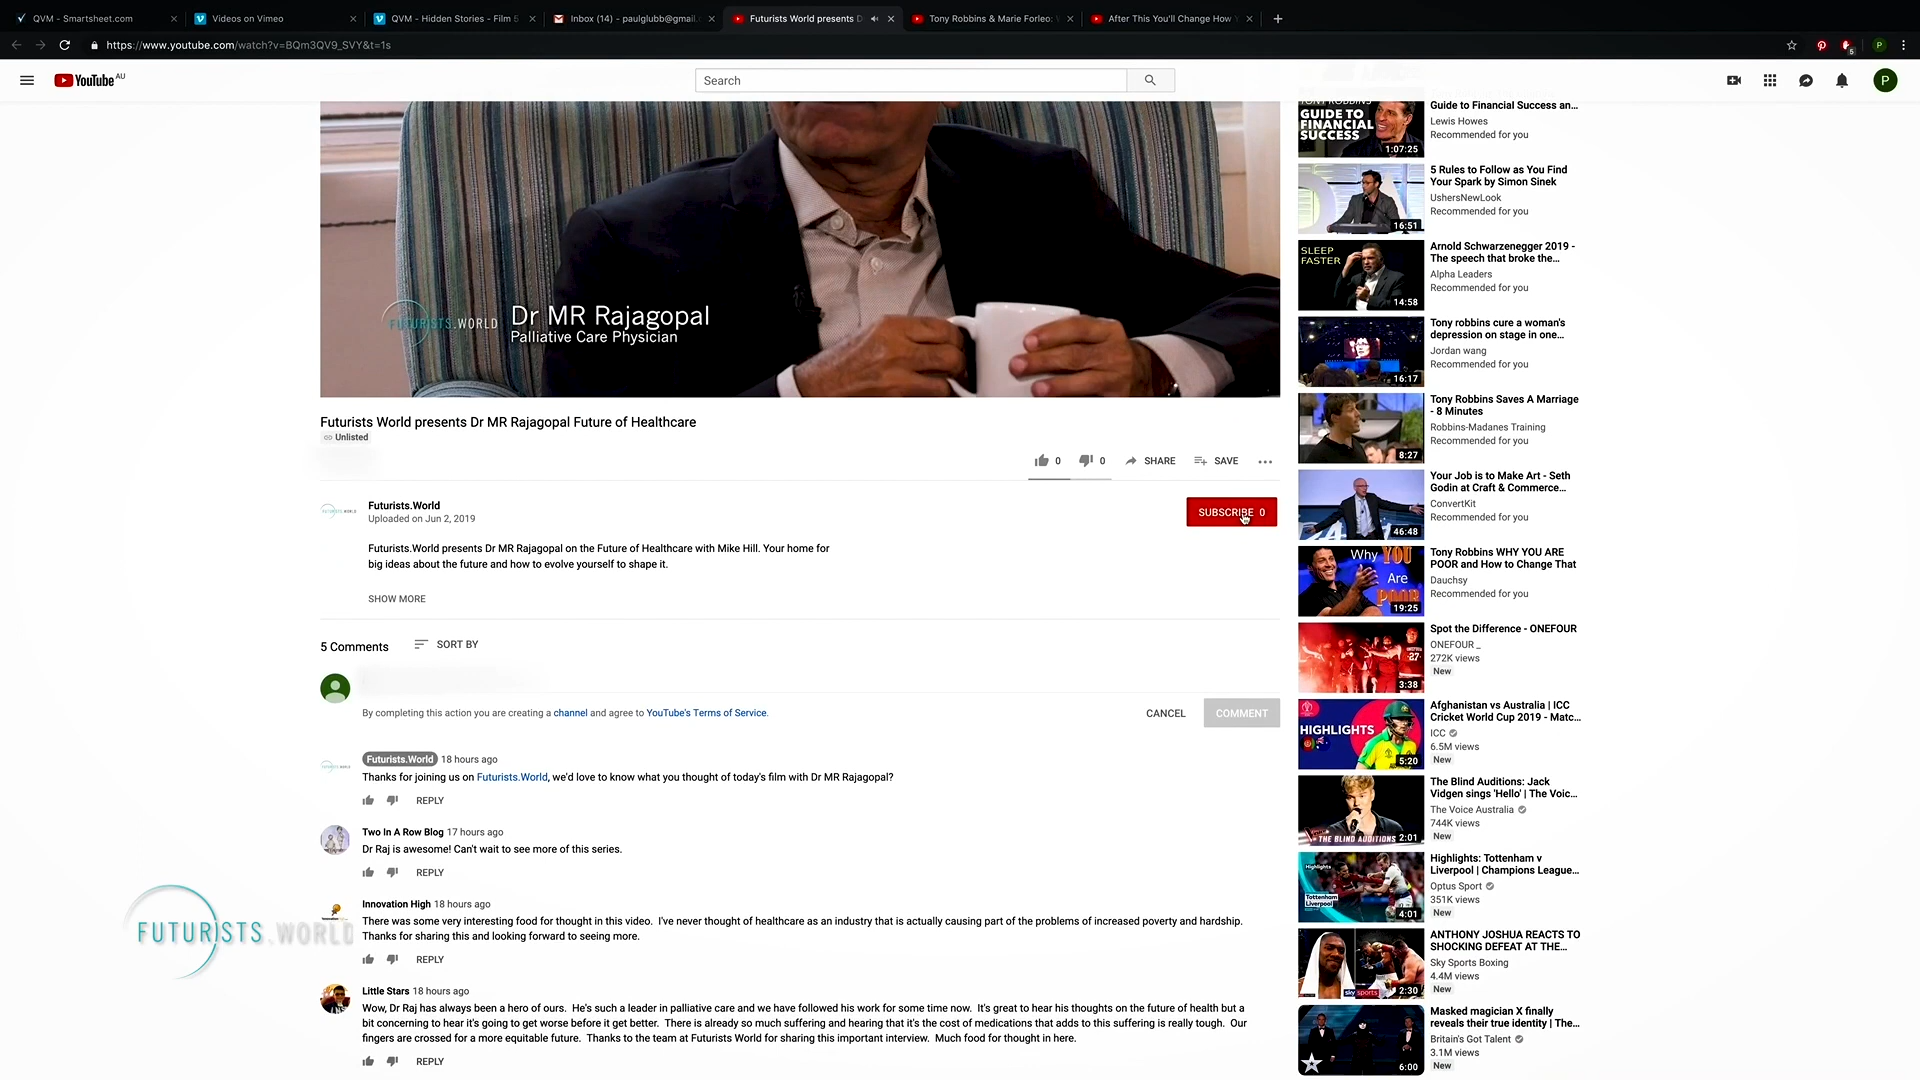 QVM - Smartsheet.com
Videos on Vimeo
QVM - Hidden Stories - Film 5
Inbox (14) - paulglubb@gmail.
Futurists World presents D
Tony Robbins & Marie Forleo:
After This You'll Change How
https://www.youtube.com/watch?v=BQm3QV9_SVY&t=1s
5
P
YouTube AU
Search
P
FUTURISTS.WORLD
Dr MR Rajagopal
Palliative Care Physician
Futurists World presents Dr MR Rajagopal Future of Healthcare
Unlisted
0
0
SHARE
SAVE
Futurists.World
Uploaded on Jun 2, 2019
SUBSCRIBE 0
Futurists.World presents Dr MR Rajagopal on the Future of Healthcare with Mike Hill. Your home for
big ideas about the future and how to evolve yourself to shape it.
SHOW MORE
5 Comments
SORT BY
By completing this action you are creating a channel and agree to YouTube's Terms of Service.
CANCEL
COMMENT
Futurists.World 18 hours ago
Thanks for joining us on Futurists.World, we'd love to know what you thought of today's film with Dr MR Rajagopal?
REPLY
Two In A Row Blog 17 hours ago
Dr Raj is awesome! Can't wait to see more of this series.
REPLY
Innovation High 18 hours ago
There was some very interesting food for thought in this video. I've never thought of healthcare as an industry that is actually causing part of the problems of increased poverty and hardship.
Thanks for sharing this and looking forward to seeing more.
REPLY
Little Stars 18 hours ago
Wow, Dr Raj has always been a hero of ours. He's such a leader in palliative care and we have followed his work for some time now. It's great to hear his thoughts on the future of health but a
bit concerning to hear it's going to get worse before it get better. There is already so much suffering and hearing that it's the cost of medications that adds to this suffering is really tough. Our
fingers are crossed for a more equitable future. Thanks to the team at Futurists World for sharing this important interview. Much food for thought in here.
REPLY
FUTURISTS.WORLD
TONY ROBBINS
GUIDE TO
FINANCIAL
SUCCESS
1:07:25
Guide to Financial Success an...
Lewis Howes
Recommended for you
16:51
5 Rules to Follow as You Find
Your Spark by Simon Sinek
UshersNewLook
Recommended for you
SLEEP
FASTER
14:58
Arnold Schwarzenegger 2019 -
The speech that broke the...
Alpha Leaders
Recommended for you
16:17
Tony robbins cure a woman's
depression on stage in one...
Jordan wang
Recommended for you
8:27
Tony Robbins Saves A Marriage
- 8 Minutes
Robbins-Madanes Training
Recommended for you
46:48
Your Job is to Make Art - Seth
Godin at Craft & Commerce...
ConvertKit
Recommended for you
Why YOU
Are
POOR
19:25
Tony Robbins WHY YOU ARE
POOR and How to Change That
Dauchsy
Recommended for you
27
3:38
Spot the Difference - ONEFOUR
ONEFOUR _
272K views
New
HIGHLIGHTS
5:20
Afghanistan vs Australia | ICC
Cricket World Cup 2019 - Matc...
ICC
6.5M views
New
THE BLIND AUDITIONS
2:01
The Blind Auditions: Jack
Vidgen sings 'Hello' | The Voic...
The Voice Australia
744K views
New
Highlights
Tottenham
Liverpool
4:01
Highlights: Tottenham v
Liverpool | Champions League...
Optus Sport
351K views
New
sky sports
2:30
ANTHONY JOSHUA REACTS TO
SHOCKING DEFEAT AT THE...
Sky Sports Boxing
4.4M views
New
6:00
Masked magician X finally
reveals their true identity | The...
Britain's Got Talent
3.1M views
New